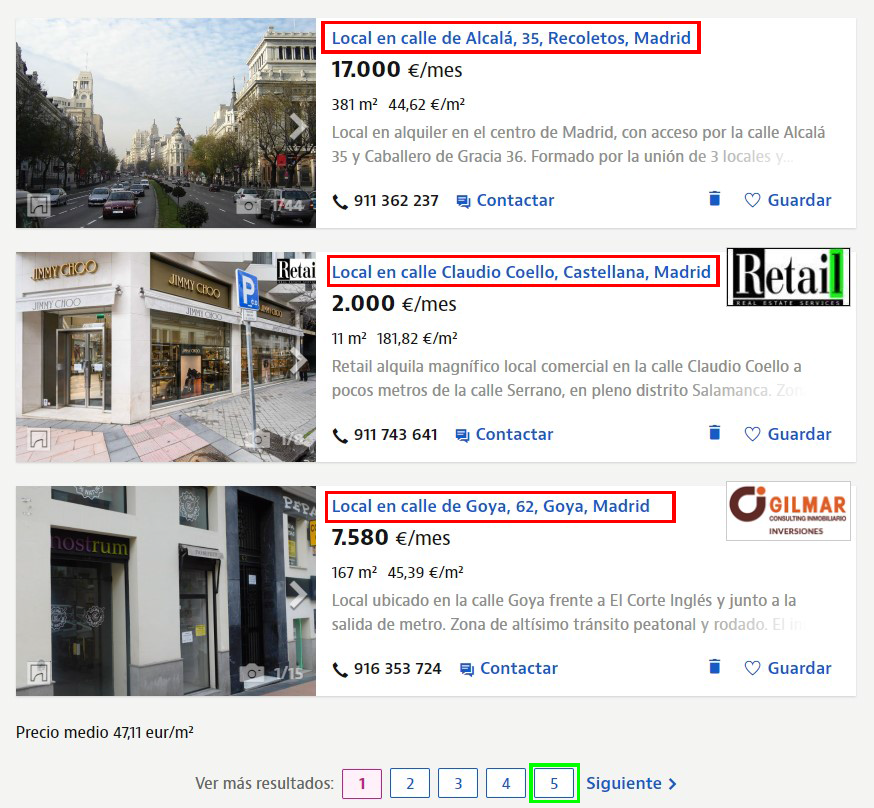 Local en calle de Alcalá, 35, Recoletos, Madrid
17.000 €/mes
381 m² 44,62 €/m²
Local en alquiler en el centro de Madrid, con acceso por la calle Alcalá
35 y Caballero de Gracia 36. Formado por la unión de 3 locales y...
1/44
911 362 237 Contactar Guardar
JIMMY CHOO
JIMMY CHOO
JIMMY CHOO
JIMMY CHOO
P
Retai
1/8
Local en calle Claudio Coello, Castellana, Madrid
Retail
REAL ESTATE SERVICES
2.000 €/mes
11 m² 181,82 €/m²
Retail alquila magnífico local comercial en la calle Claudio Coello a
pocos metros de la calle Serrano, en pleno distrito Salamanca. Zon
911 743 641 Contactar Guardar
nostrum
PEPA
1/15
Local en calle de Goya, 62, Goya, Madrid
GILMAR
CONSULTING INMOBILIARIO
INVERSIONES
7.580 €/mes
167 m² 45,39 €/m²
Local ubicado en la calle Goya frente a El Corte Inglés y junto a la
salida de metro. Zona de altísimo tránsito peatonal y rodado. El in
916 353 724 Contactar Guardar
Precio medio 47,11 eur/m²
Ver más resultados: 1 2 3 4 5 Siguiente